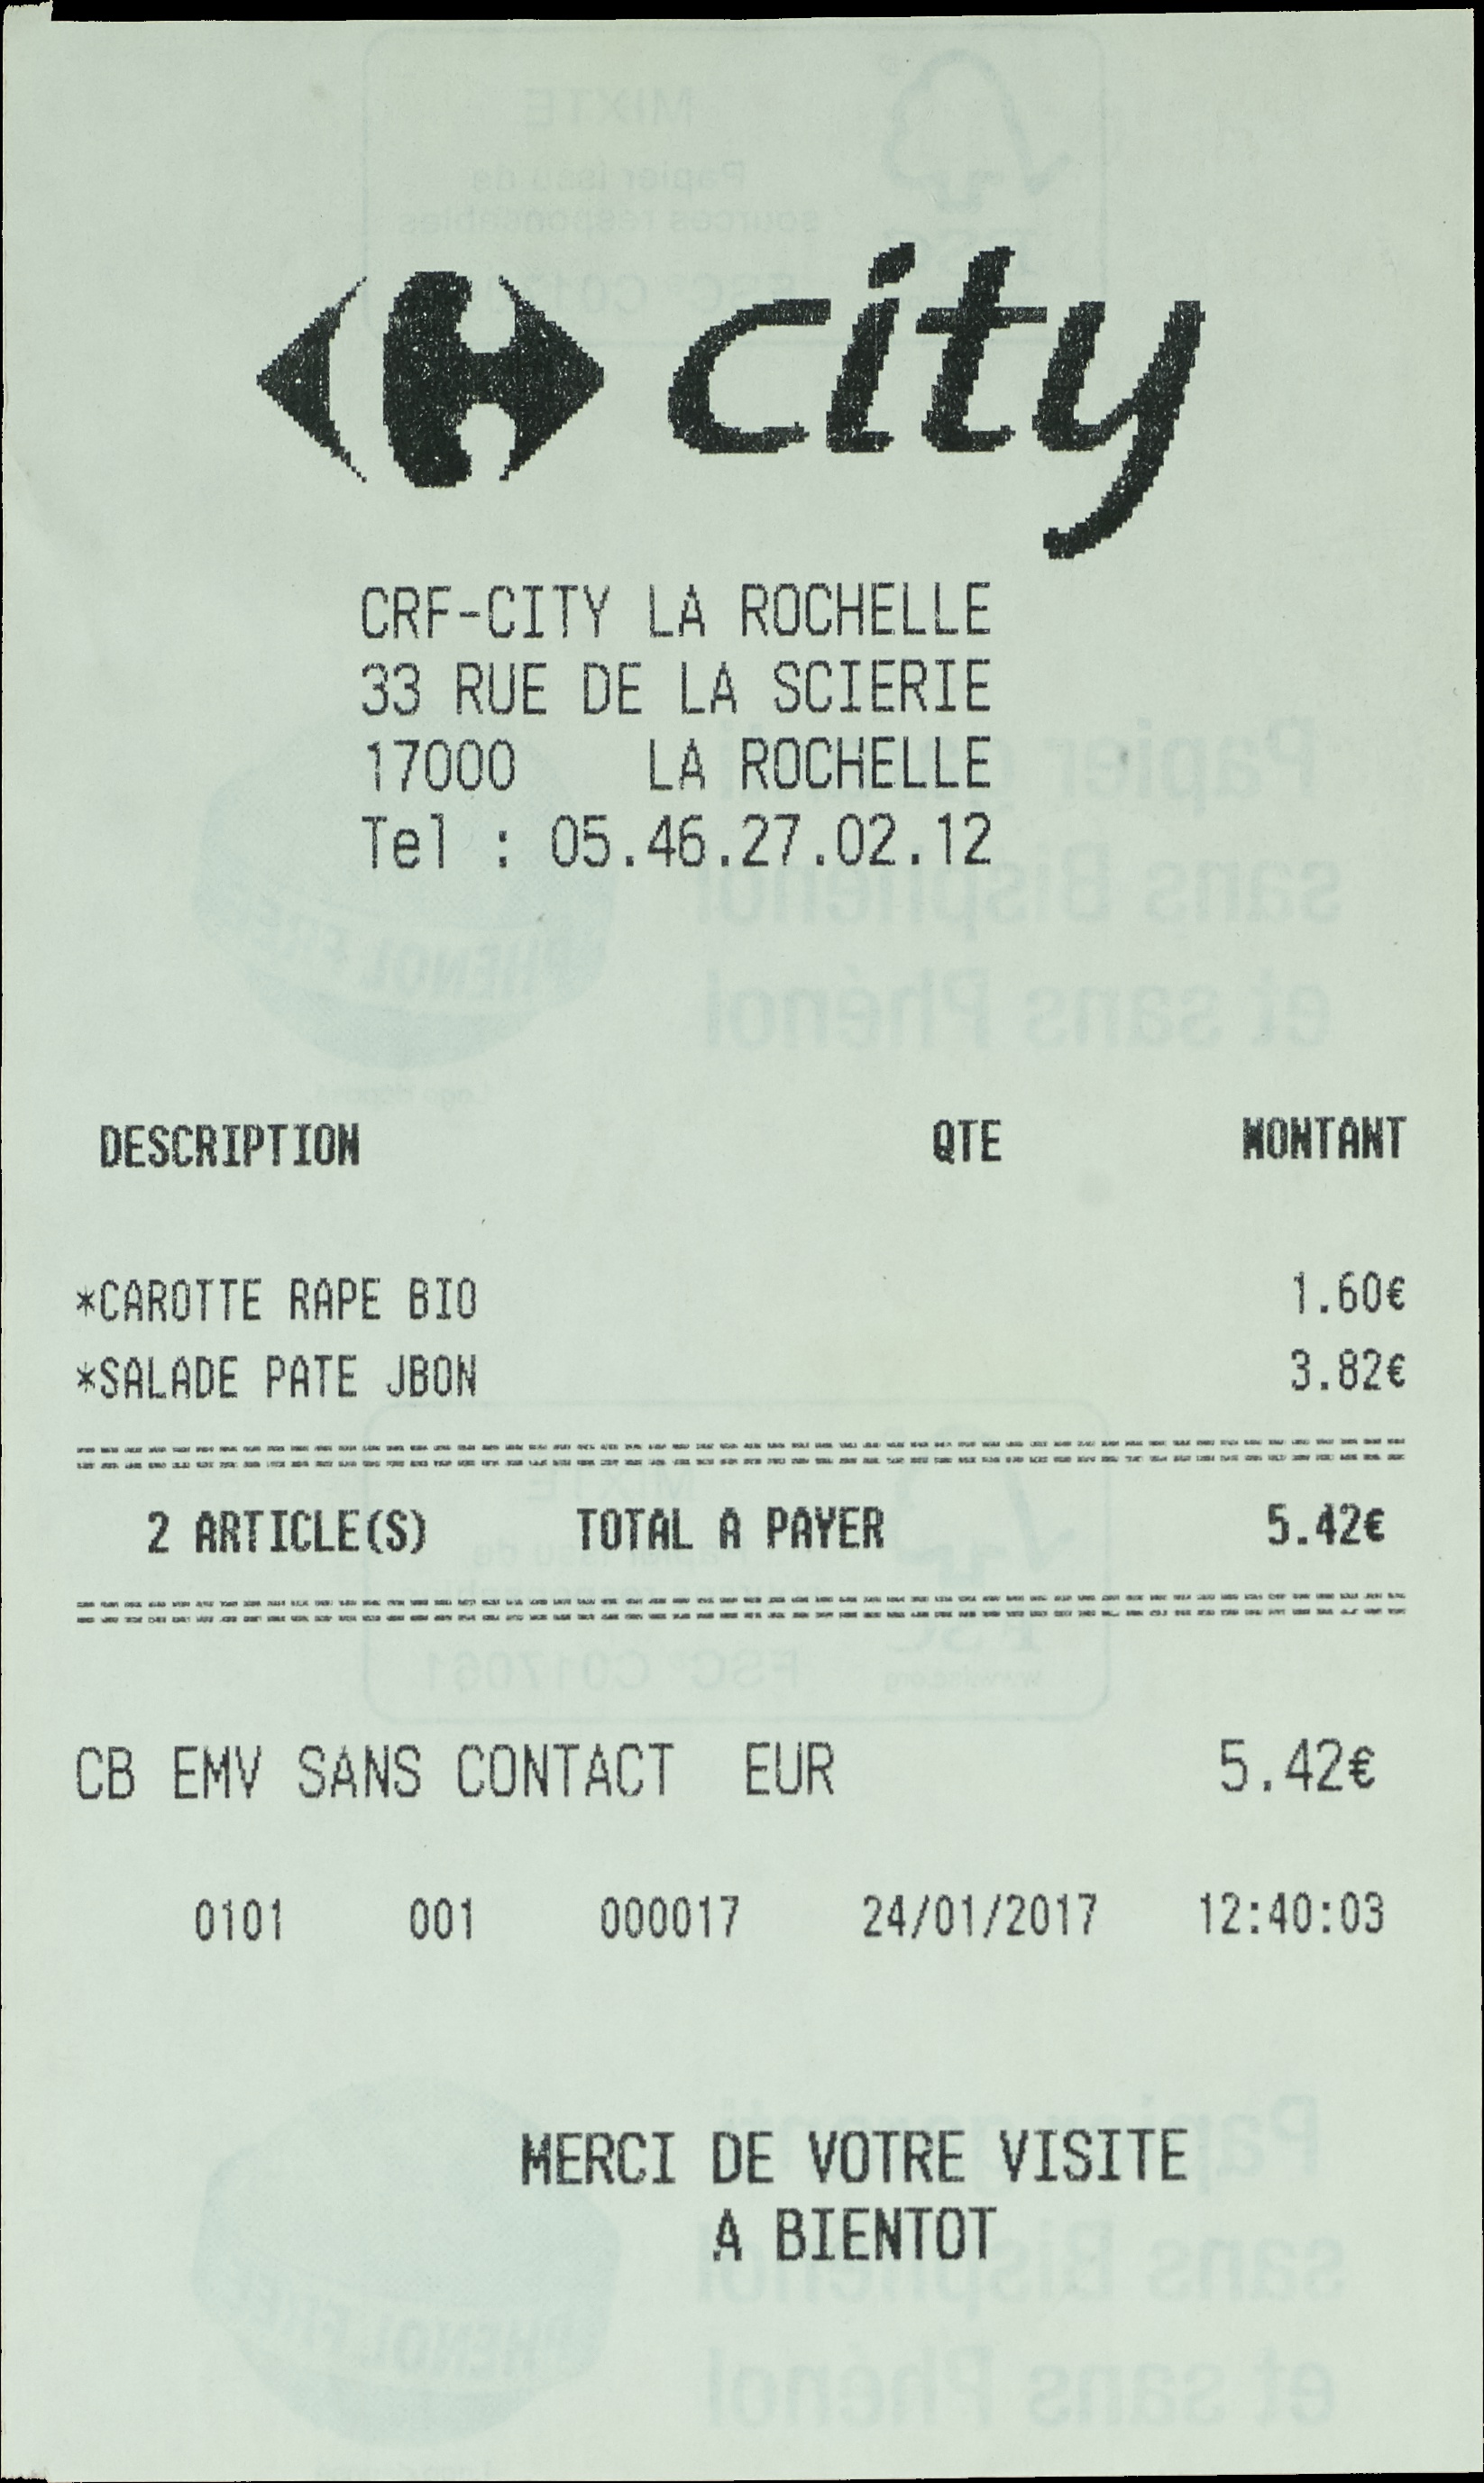 city
CRF-CITY LA ROCHELLE
33 RUE DE LA SCIERIE
17000 LA ROCHELLE
Tel : 05.46.27.02.12
DESCRIPTION QTE MONTANT
*CAROTTE RAPE BIO 1.60€
*SALADE PATE JBON 3.82€
2 ARTICLE(S) TOTAL A PAYER 5.42€
CB EMV SANS CONTACT EUR 5.42€
0101 001 000017 24/01/2017 12:40:03
MERCI DE VOTRE VISITE
A BIENTOT